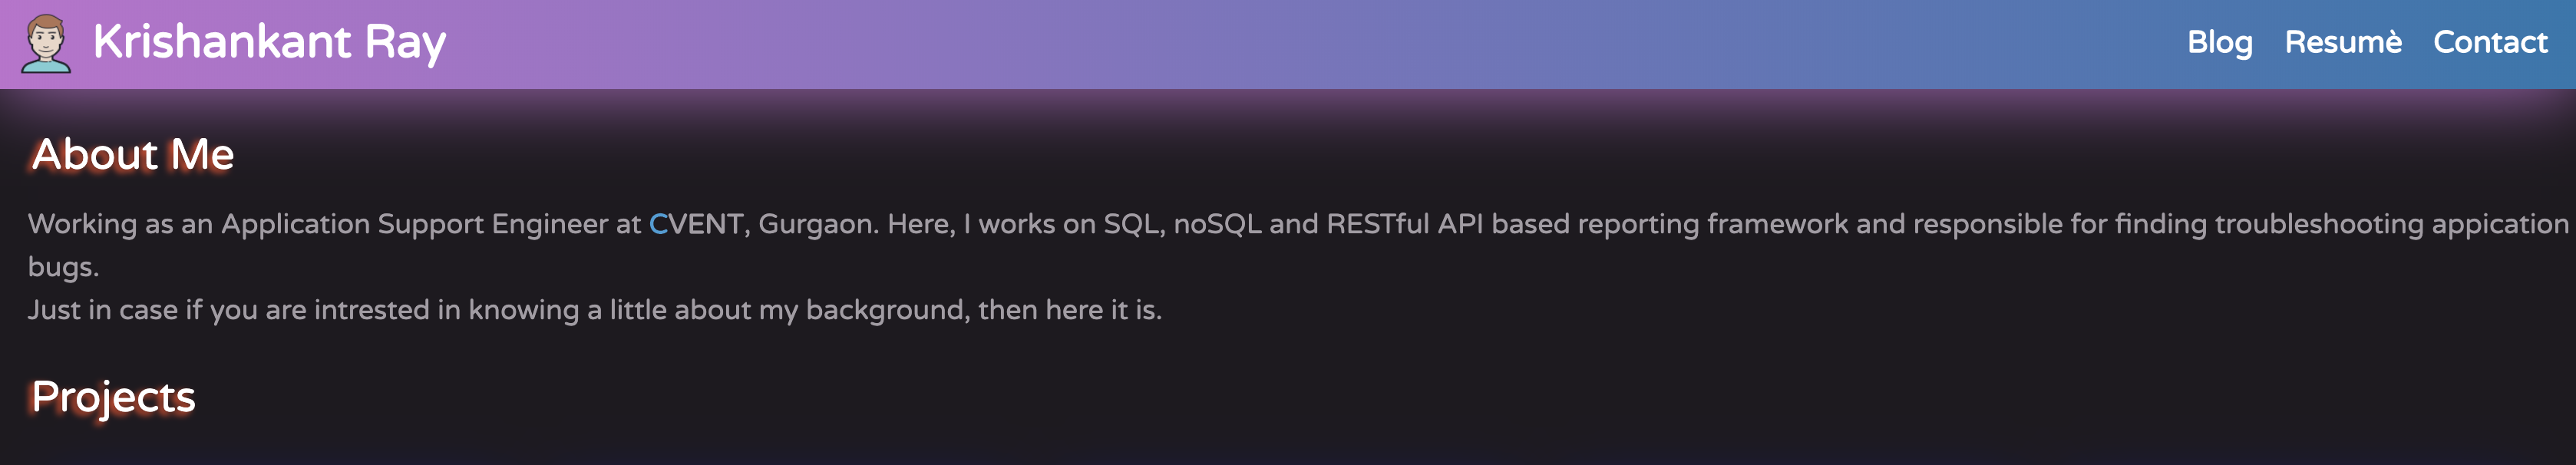 Krishankant Ray
Blog Resumè Contact
About Me
Working as an Application Support Engineer at CVENT, Gurgaon. Here, I works on SQL, noSQL and RESTful API based reporting framework and responsible for finding troubleshooting appication
bugs.
Just in case if you are intrested in knowing a little about my background, then here it is.
Projects